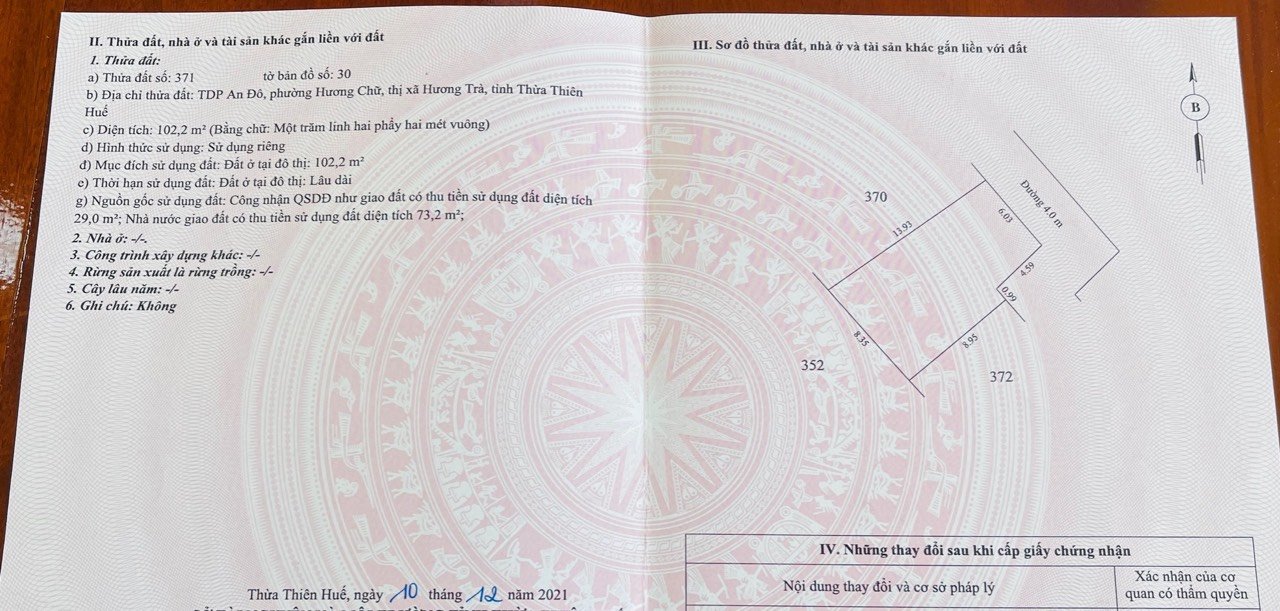 II. Thửa đất, nhà ở và tài sản khác gắn liền với đất
1. Thửa đất:
a) Thửa đất số: 371 tờ bản đồ số: 30
b) Địa chỉ thửa đất: TDP An Đô, phường Hương Chữ, thị xã Hương Trà, tỉnh Thừa Thiên
Huế
c) Diện tích: 102,2 m² (Bằng chữ: Một trăm linh hai phẩy hai mét vuông)
d) Hình thức sử dụng: Sử dụng riêng
đ) Mục đích sử dụng đất: Đất ở tại đô thị: 102,2 m²
e) Thời hạn sử dụng đất: Đất ở tại đô thị: Lâu dài
g) Nguồn gốc sử dụng đất: Công nhận QSDĐ như giao đất có thu tiền sử dụng đất diện tích
29,0 m²; Nhà nước giao đất có thu tiền sử dụng đất diện tích 73,2 m²;
2. Nhà ở: -/-.
3. Công trình xây dựng khác: -/-
4. Rừng sản xuất là rừng trồng: -/-
5. Cây lâu năm: -/-
6. Ghi chú: Không
Thừa Thiên Huế, ngày 10 tháng 12 năm 2021
III. Sơ đồ thửa đất, nhà ở và tài sản khác gắn liền với đất
B
Đường 4.0 m
370
13.93
6.03
4.59
0.99
8.35
8.95
352
372
IV. Những thay đổi sau khi cấp giấy chứng nhận
Nội dung thay đổi và cơ sở pháp lý
Xác nhận của cơ
quan có thẩm quyền